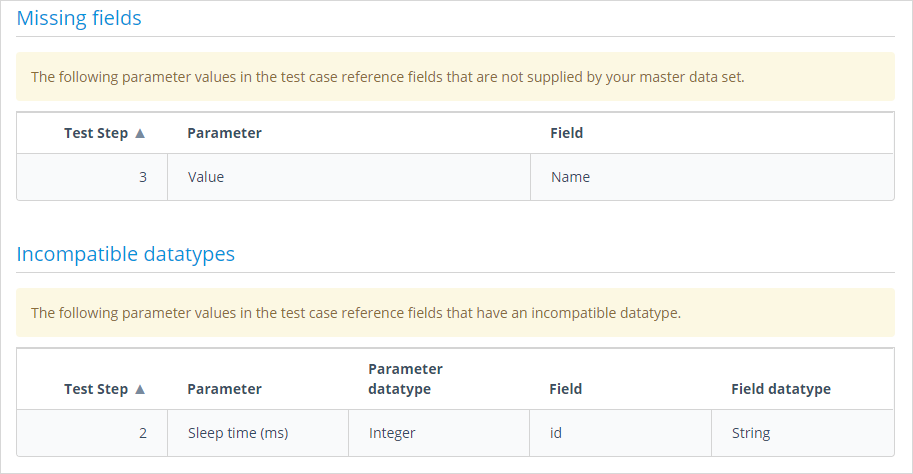 Missing fields
The following parameter values in the test case reference fields that are not supplied by your master data set.
Test Step ▲ Parameter Field
3 Value Name
Incompatible datatypes
The following parameter values in the test case reference fields that have an incompatible datatype.
Test Step ▲ Parameter Parameter datatype Field Field datatype
2 Sleep time (ms) Integer id String